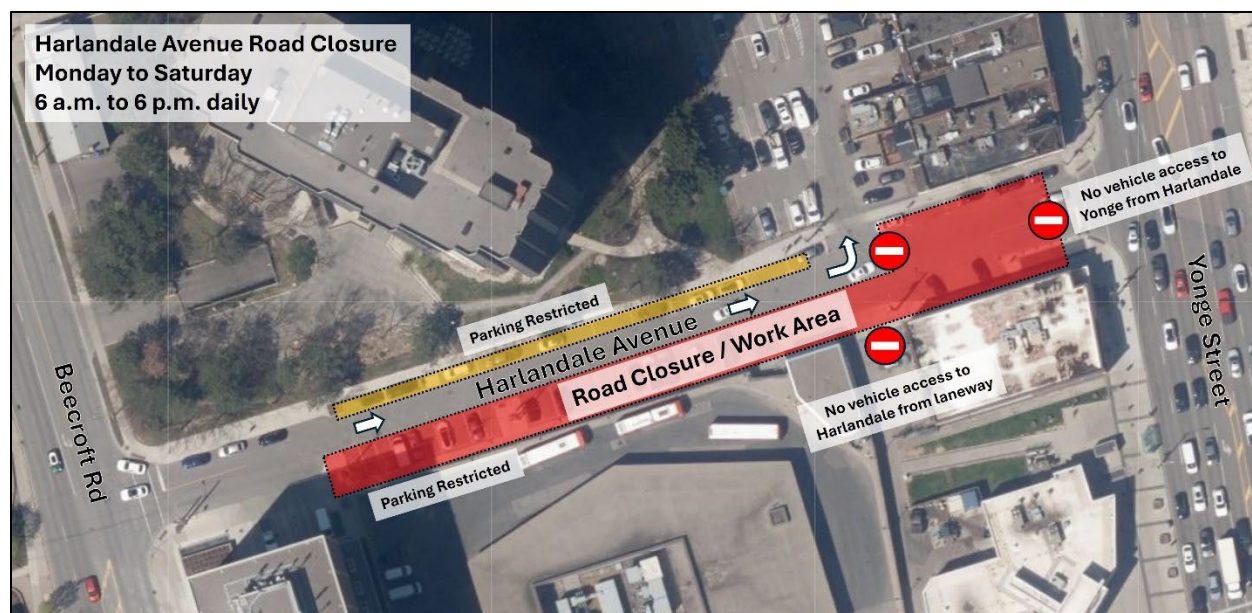 Harlandale Avenue Road Closure
Monday to Saturday
6 a.m. to 6 p.m. daily
No vehicle access to
Yonge from Harlandale
Parking Restricted
Harlandale Avenue
Road Closure / Work Area
Yonge Street
Beecroft Rd
No vehicle access to
Harlandale from laneway
Parking Restricted